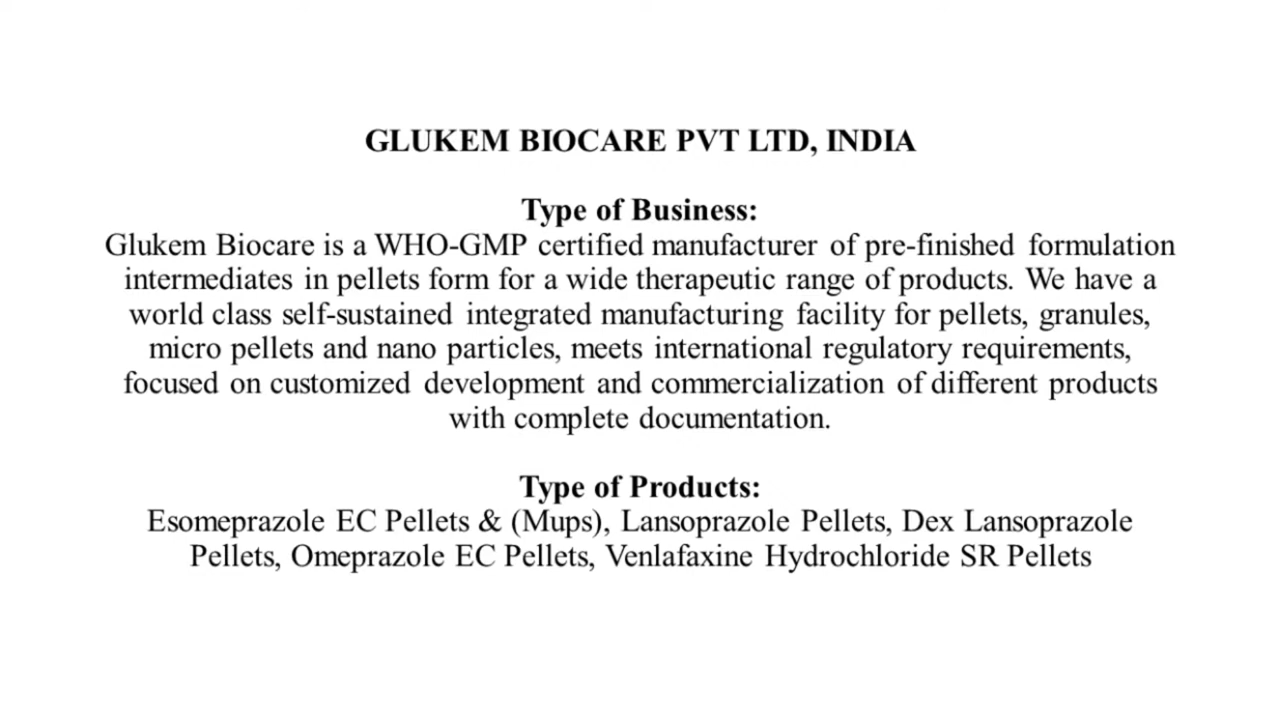 GLUKEM BIOCARE PVT LTD, INDIA
Type of Business:
Glukem Biocare is a WHO-GMP certified manufacturer of pre-finished formulation
intermediates in pellets form for a wide therapeutic range of products. We have a
world class self-sustained integrated manufacturing facility for pellets, granules,
micro pellets and nano particles, meets international regulatory requirements,
focused on customized development and commercialization of different products
with complete documentation.
Type of Products:
Esomeprazole EC Pellets & (Mups), Lansoprazole Pellets, Dex Lansoprazole
Pellets, Omeprazole EC Pellets, Venlafaxine Hydrochloride SR Pellets